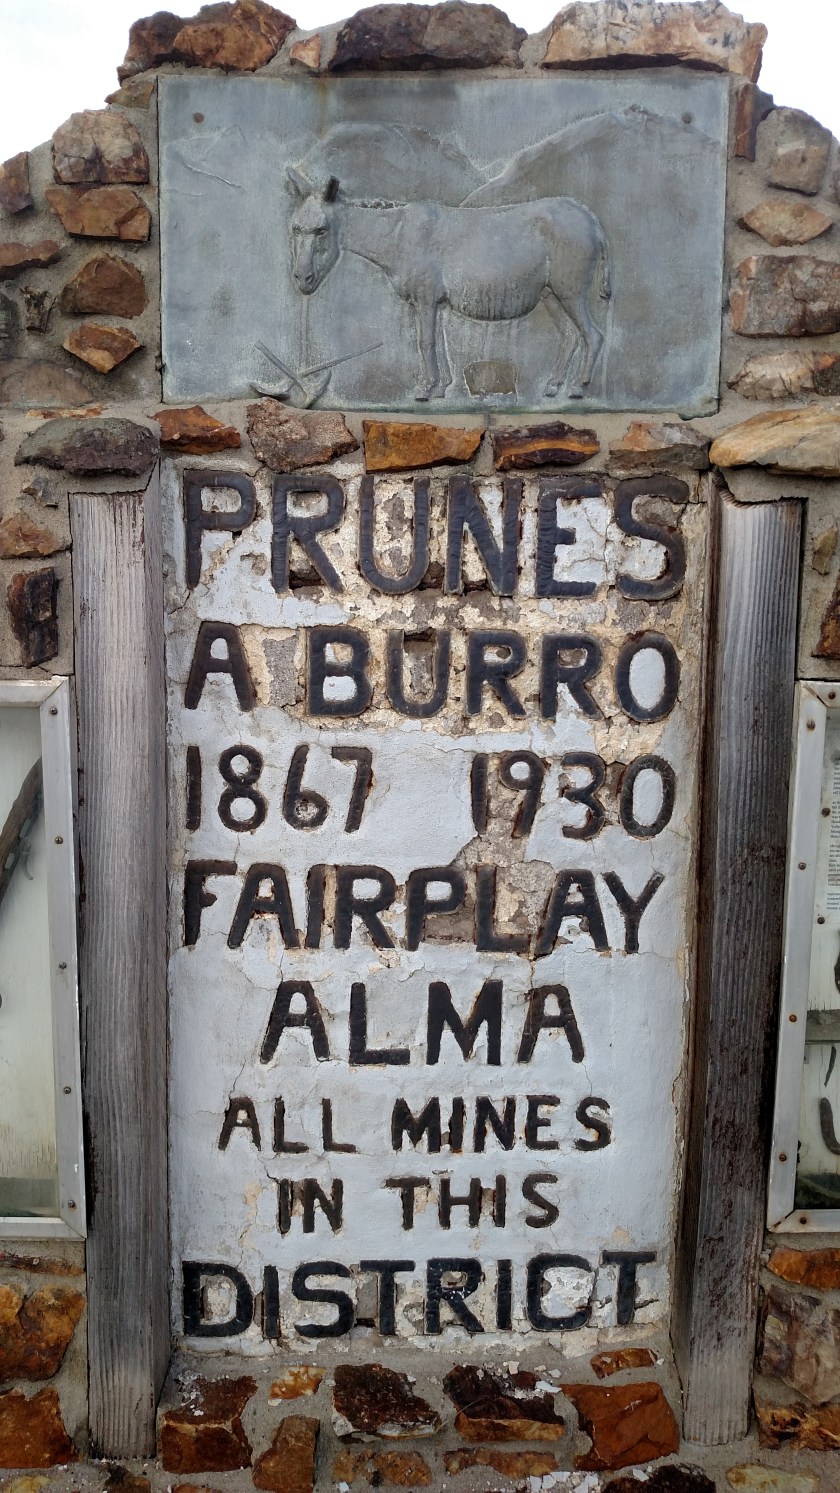 PRUNES
A BURRO
1867 1930
FAIRPLAY
ALMA
ALL MINES
IN THIS
DISTRICT